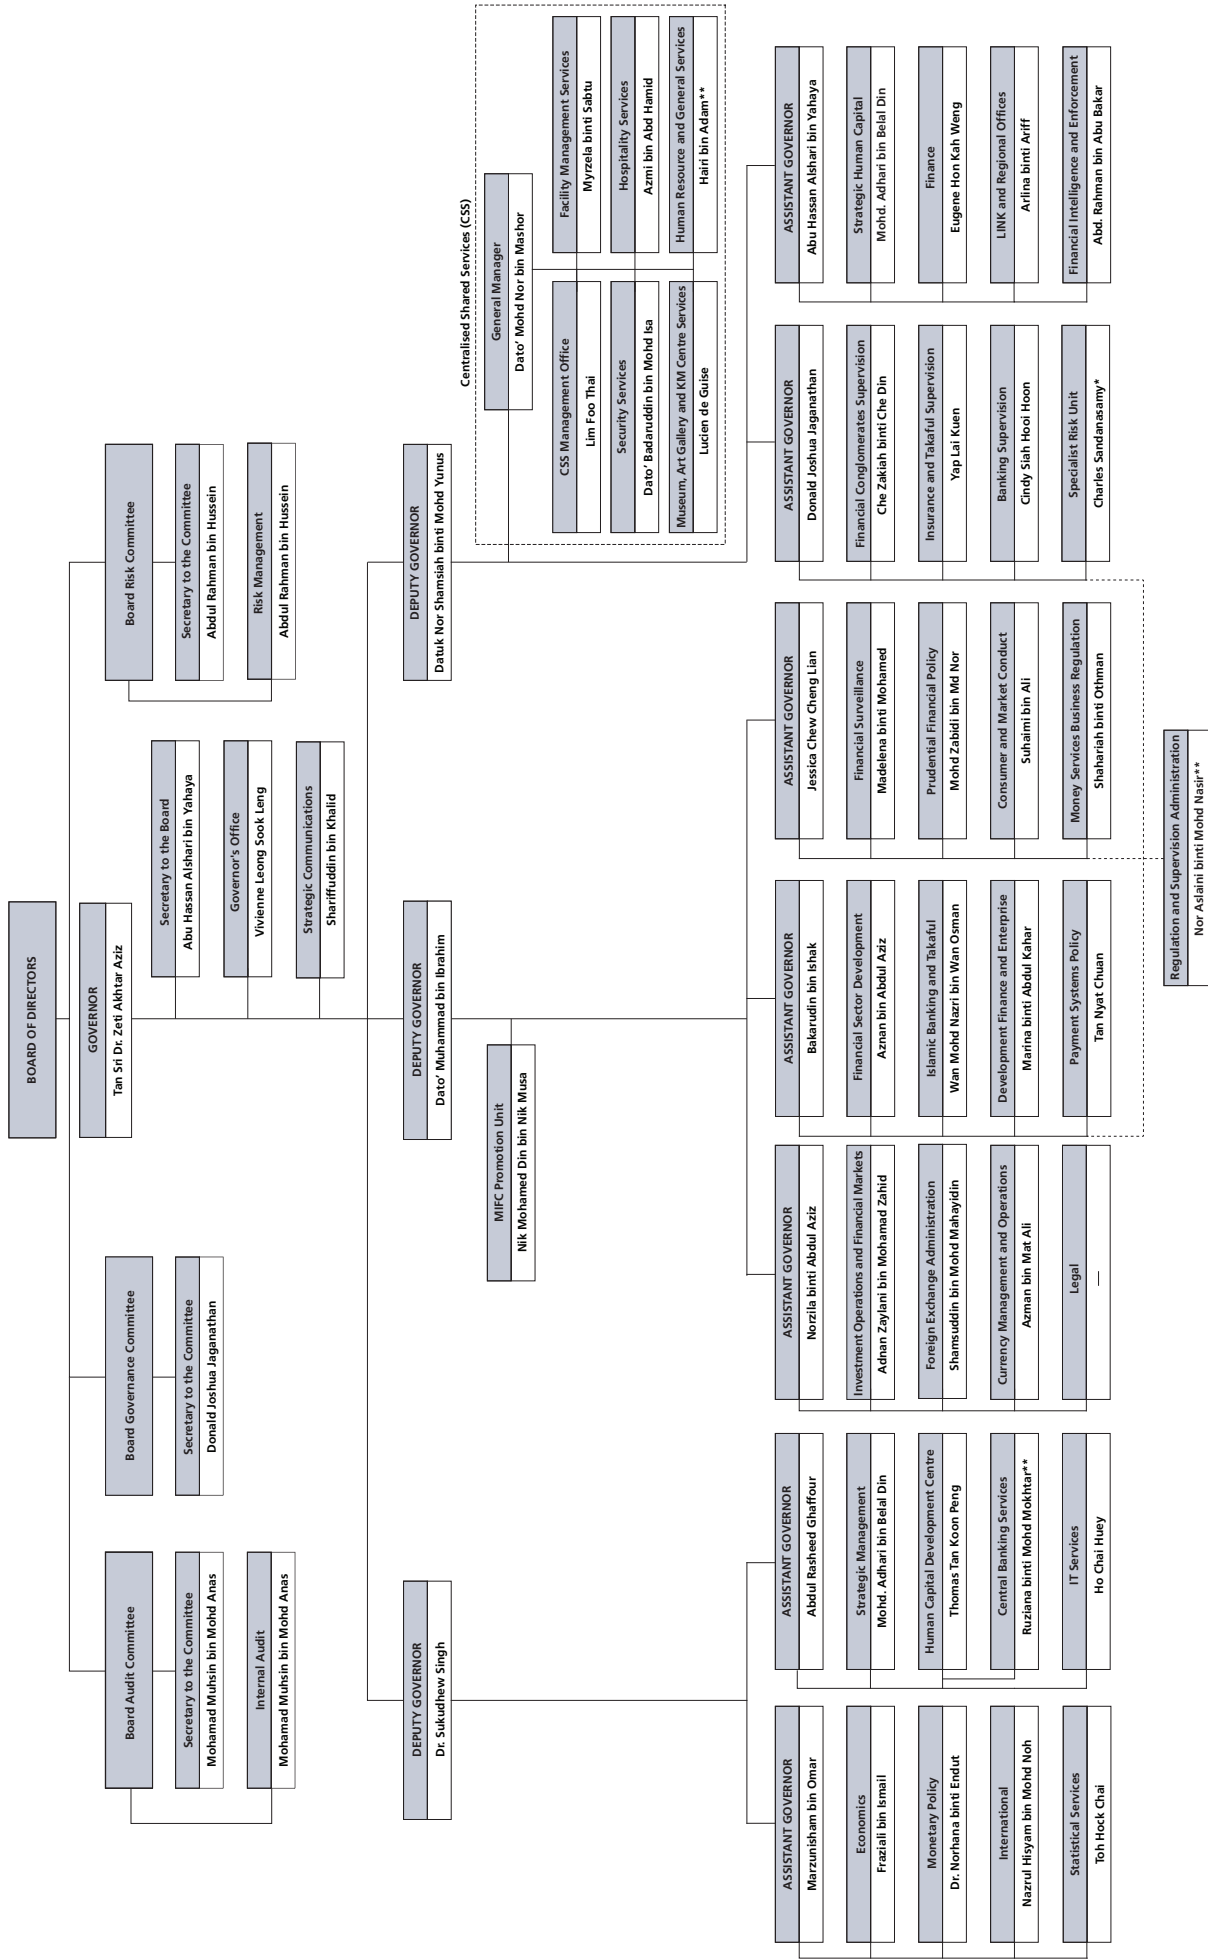 BOARD OF DIRECTORS
GOVERNOR
Tan Sri Dr. Zeti Akhtar Aziz
Board Audit Committee
Secretary to the Committee
Mohamad Muhsin bin Mohd Anas
Internal Audit
Mohamad Muhsin bin Mohd Anas
Board Governance Committee
Secretary to the Committee
Donald Joshua Jaganathan
Secretary to the Board
Abu Hassan Alshari bin Yahaya
Governor's Office
Vivienne Leong Sook Leng
Strategic Communications
Shariffuddin bin Khalid
Board Risk Committee
Secretary to the Committee
Abdul Rahman bin Hussein
Risk Management
Abdul Rahman bin Hussein
DEPUTY GOVERNOR
Dr. Sukudhew Singh
DEPUTY GOVERNOR
Dato’ Muhammad bin Ibrahim
DEPUTY GOVERNOR
Datuk Nor Shamsiah binti Mohd Yunus
MIFC Promotion Unit
Nik Mohamed Din bin Nik Musa
Centralised Shared Services (CSS)
General Manager
Dato’ Mohd Nor bin Mashor
CSS Management Office
Lim Foo Thai
Facility Management Services
Myrzela binti Sabtu
Security Services
Dato’ Badaruddin bin Mohd Isa
Hospitality Services
Azmi bin Abd Hamid
Museum, Art Gallery and KM Centre Services
Lucien de Guise
Human Resource and General Services
Hairi bin Adam**
ASSISTANT GOVERNOR
Marzunisham bin Omar
Economics
Fraziali bin Ismail
Monetary Policy
Dr. Norhana binti Endut
International
Nazrul Hisyam bin Mohd Noh
Statistical Services
Toh Hock Chai
ASSISTANT GOVERNOR
Abdul Rasheed Ghaffour
Strategic Management
Mohd. Adhari bin Belal Din
Human Capital Development Centre
Thomas Tan Koon Peng
Central Banking Services
Ruziana binti Mohd Mokhtar**
IT Services
Ho Chai Huey
ASSISTANT GOVERNOR
Norzila binti Abdul Aziz
Investment Operations and Financial Markets
Adnan Zaylani bin Mohamad Zahid
Foreign Exchange Administration
Shamsuddin bin Mohd Mahayidin
Currency Management and Operations
Azman bin Mat Ali
Legal
—
ASSISTANT GOVERNOR
Bakarudin bin Ishak
Financial Sector Development
Aznan bin Abdul Aziz
Islamic Banking and Takaful
Wan Mohd Nazri bin Wan Osman
Development Finance and Enterprise
Marina binti Abdul Kahar
Payment Systems Policy
Tan Nyat Chuan
ASSISTANT GOVERNOR
Jessica Chew Cheng Lian
Financial Surveillance
Madelena binti Mohamed
Prudential Financial Policy
Mohd Zabidi bin Md Nor
Consumer and Market Conduct
Suhaimi bin Ali
Money Services Business Regulation
Shahariah binti Othman
ASSISTANT GOVERNOR
Donald Joshua Jaganathan
Financial Conglomerates Supervision
Che Zakiah binti Che Din
Insurance and Takaful Supervision
Yap Lai Kuen
Banking Supervision
Cindy Siah Hooi Hoon
Specialist Risk Unit
Charles Sandanasamy*
ASSISTANT GOVERNOR
Abu Hassan Alshari bin Yahaya
Strategic Human Capital
Mohd. Adhari bin Belal Din
Finance
Eugene Hon Kah Weng
LINK and Regional Offices
Arlina binti Ariff
Financial Intelligence and Enforcement
Abd. Rahman bin Abu Bakar
Regulation and Supervision Administration
Nor Aslaini binti Mohd Nasir**